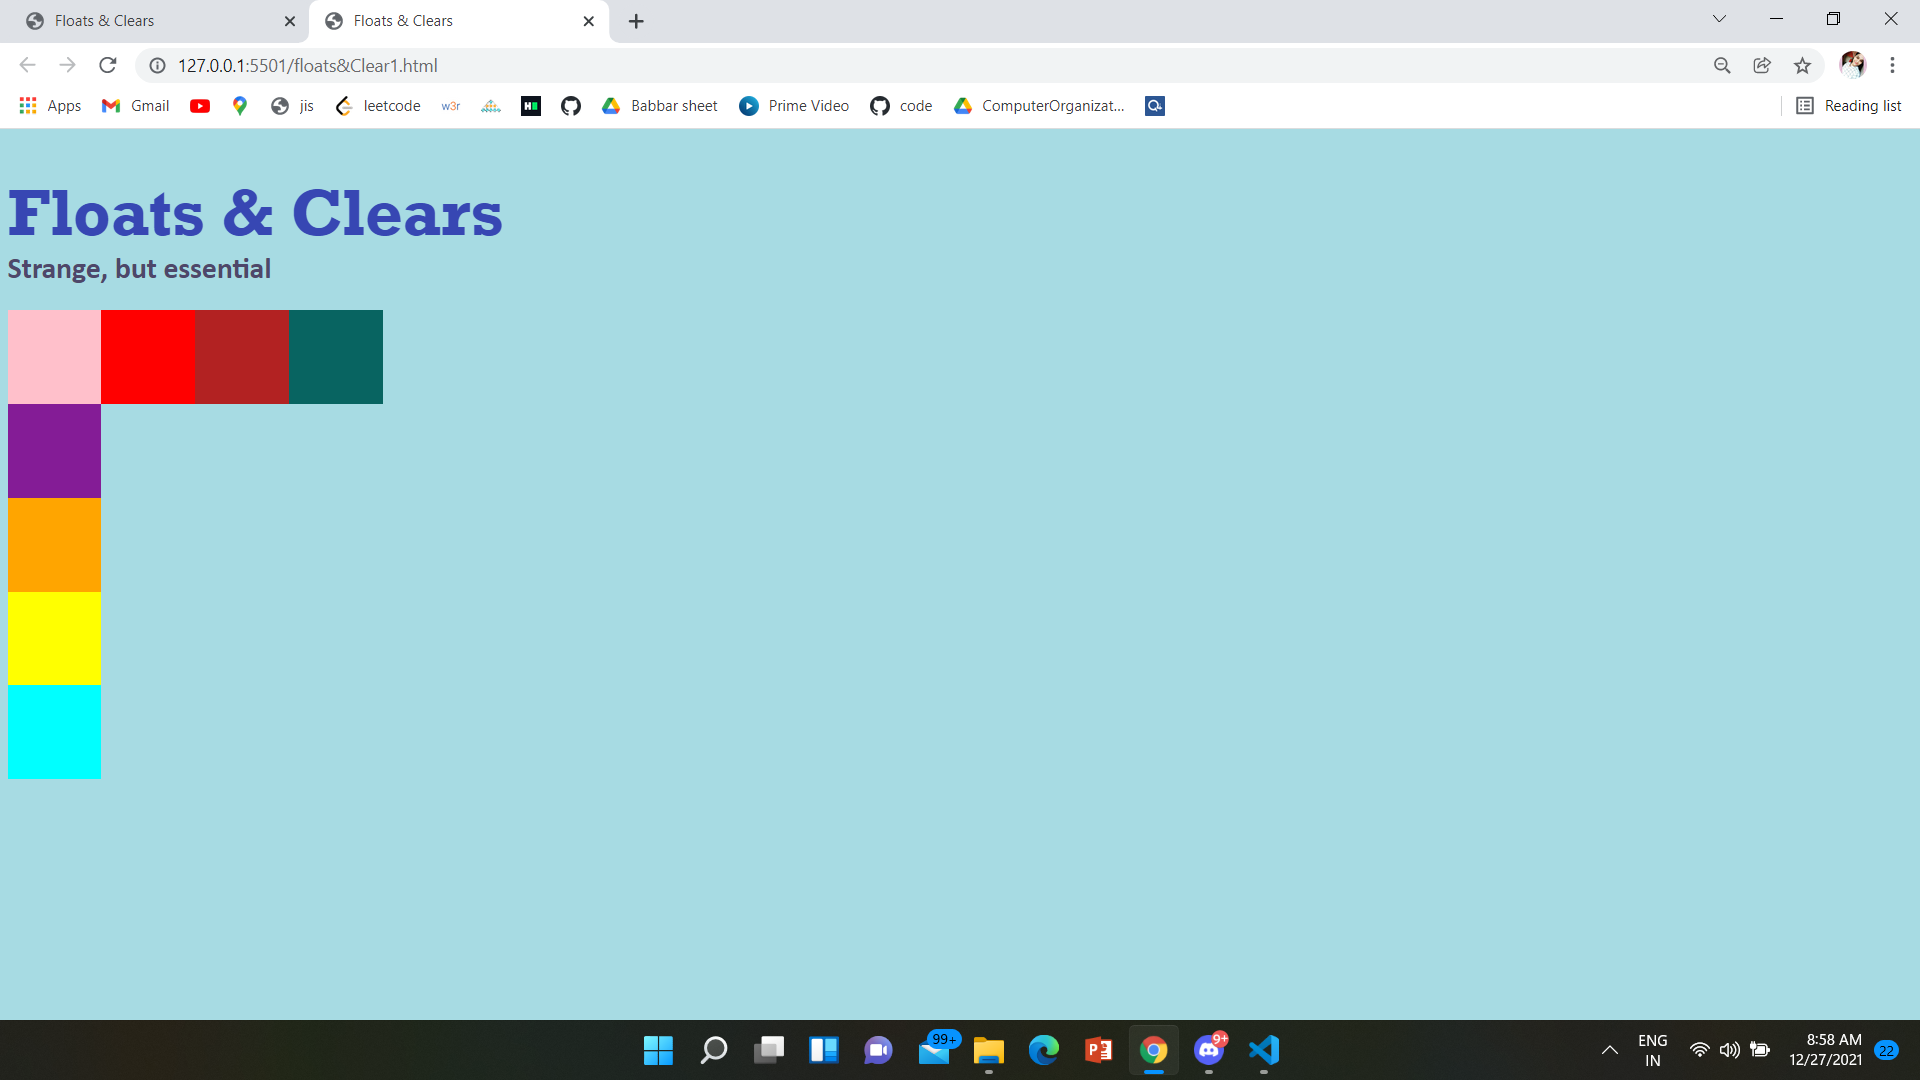 Floats & Clears
Floats & Clears
127.0.0.1:5501/floats&Clear1.html
Apps
Gmail
jis
leetcode
w3r
Babbar sheet
Prime Video
code
ComputerOrganizat...
Reading list
Floats & Clears
Strange, but essential
99+
9+
ENG
IN
8:58 AM
12/27/2021
22